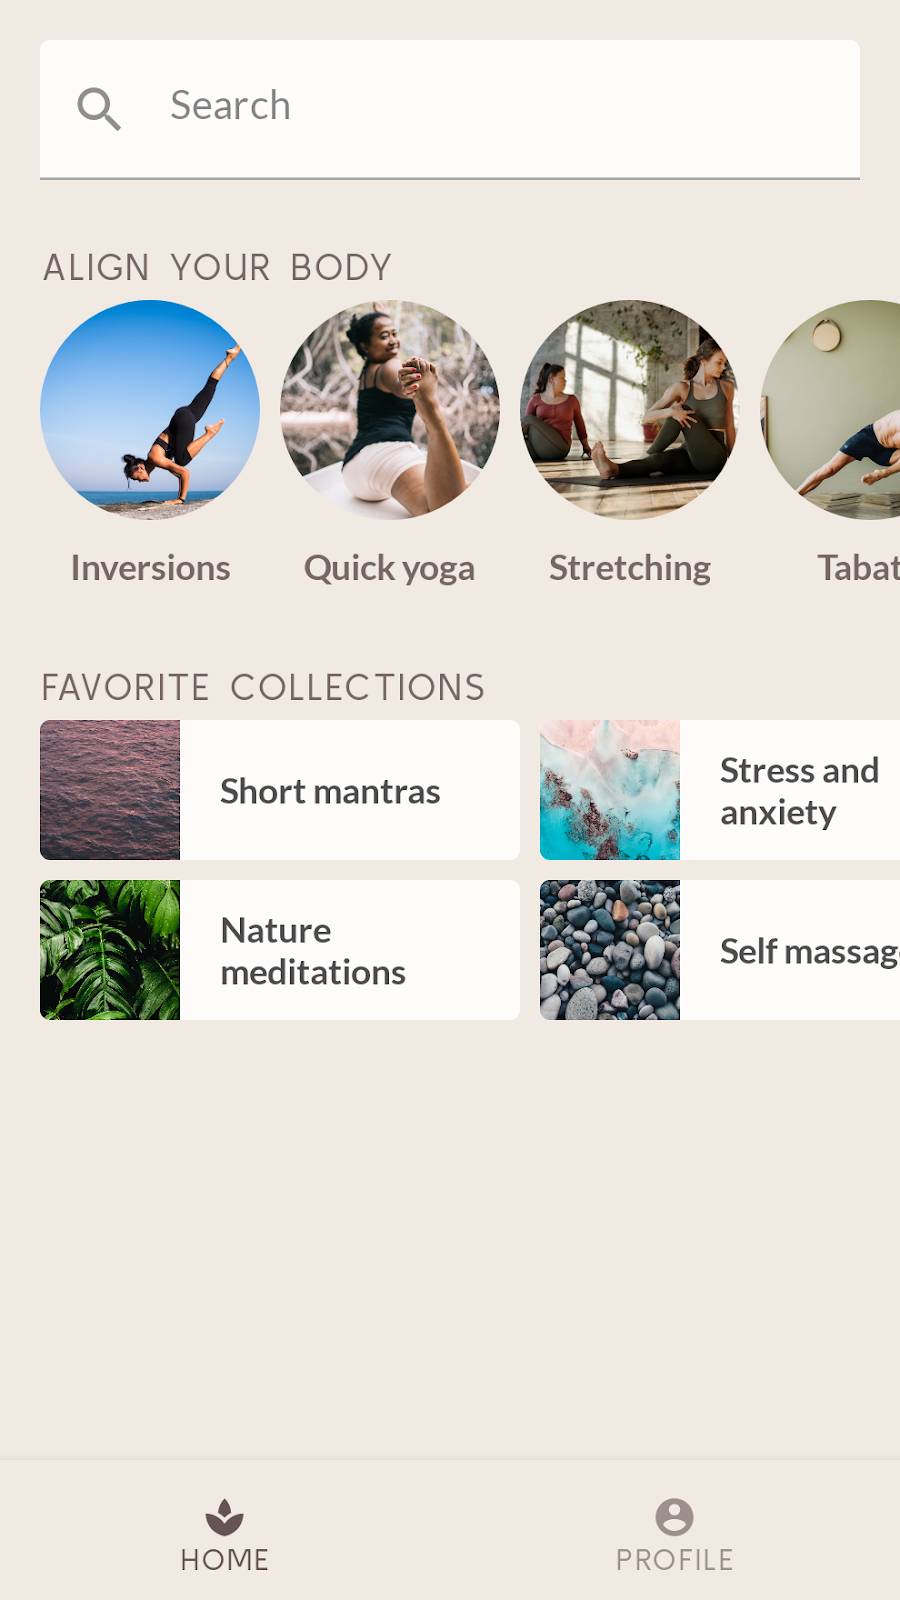 Search
ALIGN YOUR BODY
Inversions
Quick yoga
Stretching
Tabat
FAVORITE COLLECTIONS
Short mantras
Stress and
anxiety
Nature
meditations
Self massag
HOME
PROFILE